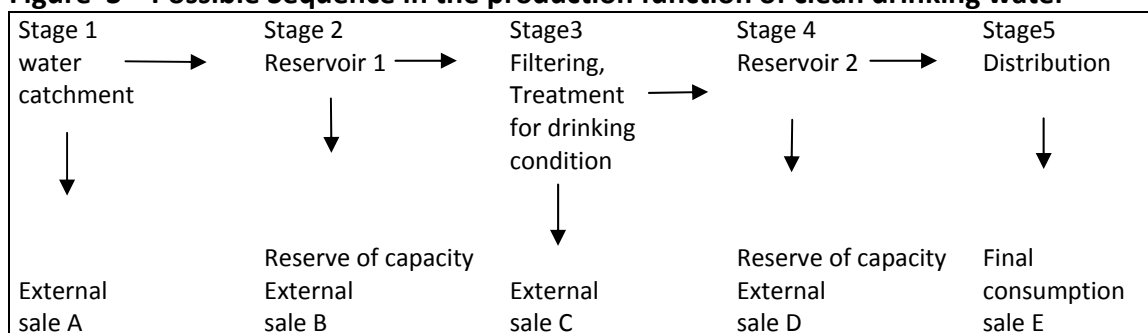 Figure Possible Sequence in the production function of clean drinking water
Stage 1
water
catchment
Stage 2
Reservoir 1
Stage3
Filtering,
Treatment
for drinking
condition
Stage 4
Reservoir 2
Stage5
Distribution
External
sale A
Reserve of capacity
External
sale B
External
sale C
Reserve of capacity
External
sale D
Final
consumption
sale E